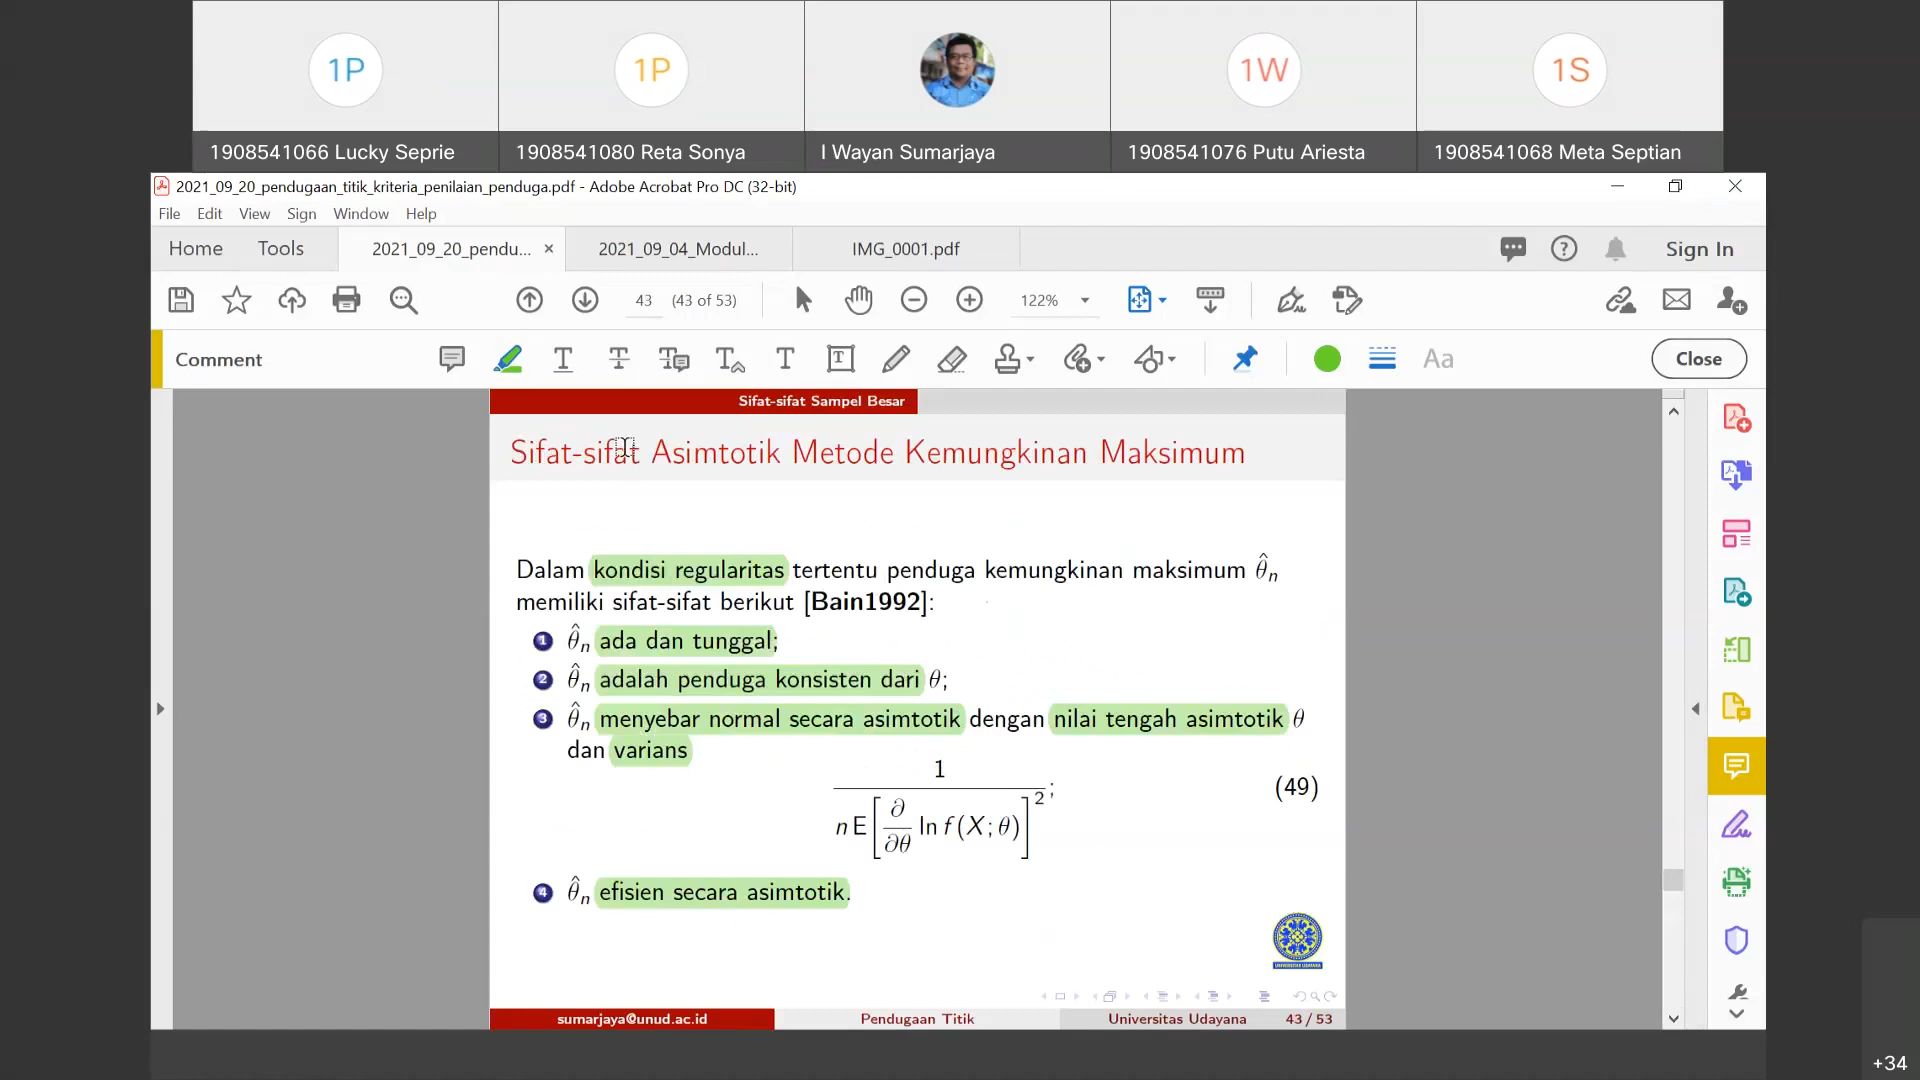 1P
1P
1W
1S
1908541066 Lucky Seprie
1908541080 Reta Sonya
I Wayan Sumarjaya
1908541076 Putu Ariesta
1908541068 Meta Septian
2021_09_20_pendugaan_titik_kriteria_penilaian_penduga.pdf - Adobe Acrobat Pro DC (32-bit)
File Edit View Sign Window Help
Home Tools 2021_09_20_pendu... × 2021_09_04_Modul... IMG_0001.pdf Sign In
43 (43 of 53) 122%
Comment Aa Close
Sifat-sifat Sampel Besar
Sifat-sifat Asimtotik Metode Kemungkinan Maksimum
Dalam kondisi regularitas tertentu penduga kemungkinan maksimum θ̂ₙ
memiliki sifat-sifat berikut [Bain1992]:
1 θ̂ₙ ada dan tunggal;
2 θ̂ₙ adalah penduga konsisten dari θ;
3 θ̂ₙ menyebar normal secara asimtotik dengan nilai tengah asimtotik θ
dan varians
1 / n E[∂/∂θ ln f(X; θ)]²; (49)
4 θ̂ₙ efisien secara asimtotik.
UNIVERSITAS UDAYANA
sumarjaya@unud.ac.id Pendugaan Titik Universitas Udayana 43 / 53
+34